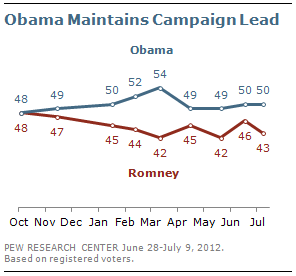 Obama Maintains Campaign Lead
Obama
48 49 50 52 54 49 49 50 50
48 47 45 44 42 45 42 46 43
Romney
Oct Nov Dec Jan Feb Mar Apr May Jun Jul
PEW RESEARCH CENTER June 28-July 9, 2012.
Based on registered voters.